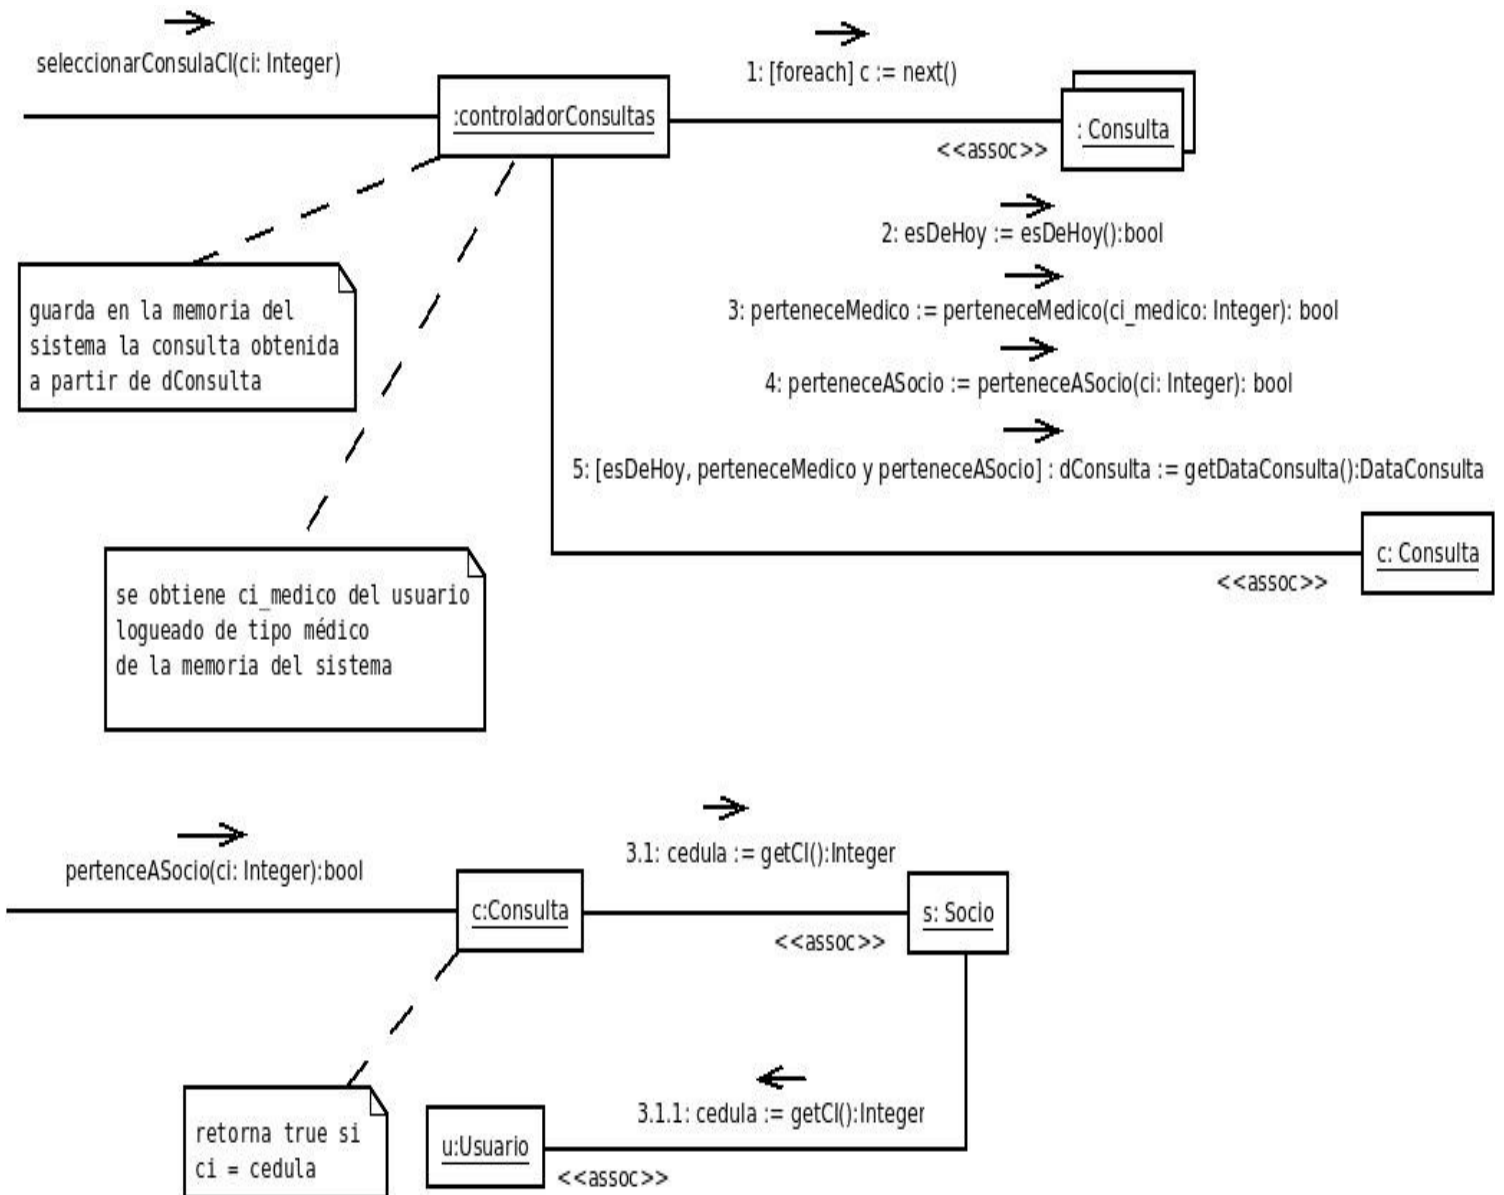 seleccionarConsulaCI(ci: Integer)
1: [foreach] c := next()
:controladorConsultas
: Consulta
<<assoc>>
2: esDeHoy := esDeHoy():bool
3: perteneceMedico := perteneceMedico(ci_medico: Integer): bool
4: perteneceASocio := perteneceASocio(ci: Integer): bool
5: [esDeHoy, perteneceMedico y perteneceASocio] : dConsulta := getDataConsulta():DataConsulta
c: Consulta
<<assoc>>
guarda en la memoria del
sistema la consulta obtenida
a partir de dConsulta
se obtiene ci_medico del usuario
logueado de tipo médico
de la memoria del sistema
pertenceASocio(ci: Integer):bool
3.1: cedula := getCI():Integer
c:Consulta
s: Socio
<<assoc>>
3.1.1: cedula := getCI():Integer
u:Usuario
<<assoc>>
retorna true si
ci = cedula